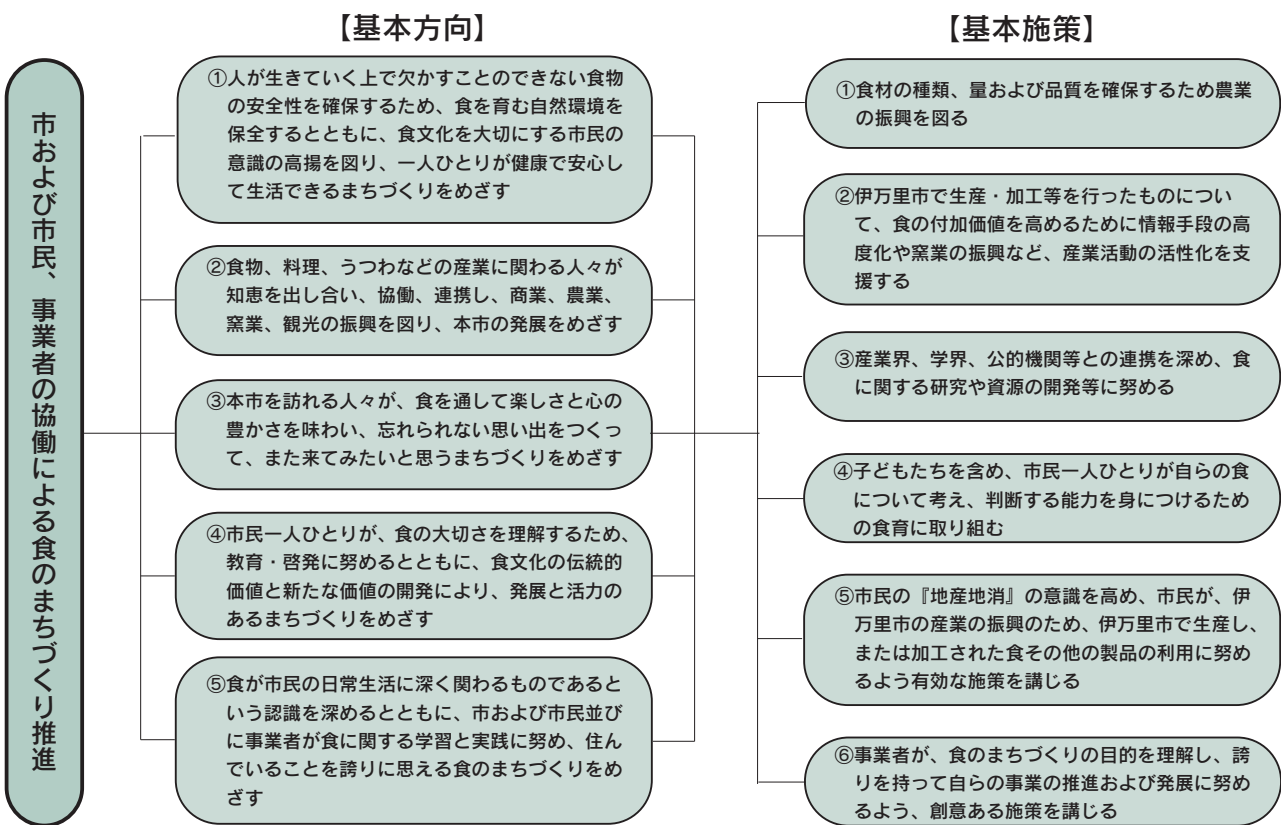 市および市民、事業者の協働による食のまちづくり推進
【基本方向】
①人が生きていく上で欠かすことのできない食物
の安全性を確保するため、食を育む自然環境を
保全するとともに、食文化を大切にする市民の
意識の高揚を図り、一人ひとりが健康で安心し
て生活できるまちづくりをめざす
②食物、料理、うつわなどの産業に関わる人々が
知恵を出し合い、協働、連携し、商業、農業、
窯業、観光の振興を図り、本市の発展をめざす
③本市を訪れる人々が、食を通して楽しさと心の
豊かさを味わい、忘れられない思い出をつくっ
て、また来てみたいと思うまちづくりをめざす
④市民一人ひとりが、食の大切さを理解するため、
教育・啓発に努めるとともに、食文化の伝統的
価値と新たな価値の開発により、発展と活力の
あるまちづくりをめざす
⑤食が市民の日常生活に深く関わるものであると
いう認識を深めるとともに、市および市民並び
に事業者が食に関する学習と実践に努め、住ん
でいることを誇りに思える食のまちづくりをめ
ざす
【基本施策】
①食材の種類、量および品質を確保するため農業
の振興を図る
②伊万里市で生産・加工等を行ったものについ
て、食の付加価値を高めるために情報手段の高
度化や窯業の振興など、産業活動の活性化を支
援する
③産業界、学界、公的機関等との連携を深め、食
に関する研究や資源の開発等に努める
④子どもたちを含め、市民一人ひとりが自らの食
について考え、判断する能力を身につけるため
の食育に取り組む
⑤市民の『地産地消』の意識を高め、市民が、伊
万里市の産業の振興のため、伊万里市で生産し、
または加工された食その他の製品の利用に努め
るよう有効な施策を講じる
⑥事業者が、食のまちづくりの目的を理解し、誇
りを持って自らの事業の推進および発展に努め
るよう、創意ある施策を講じる